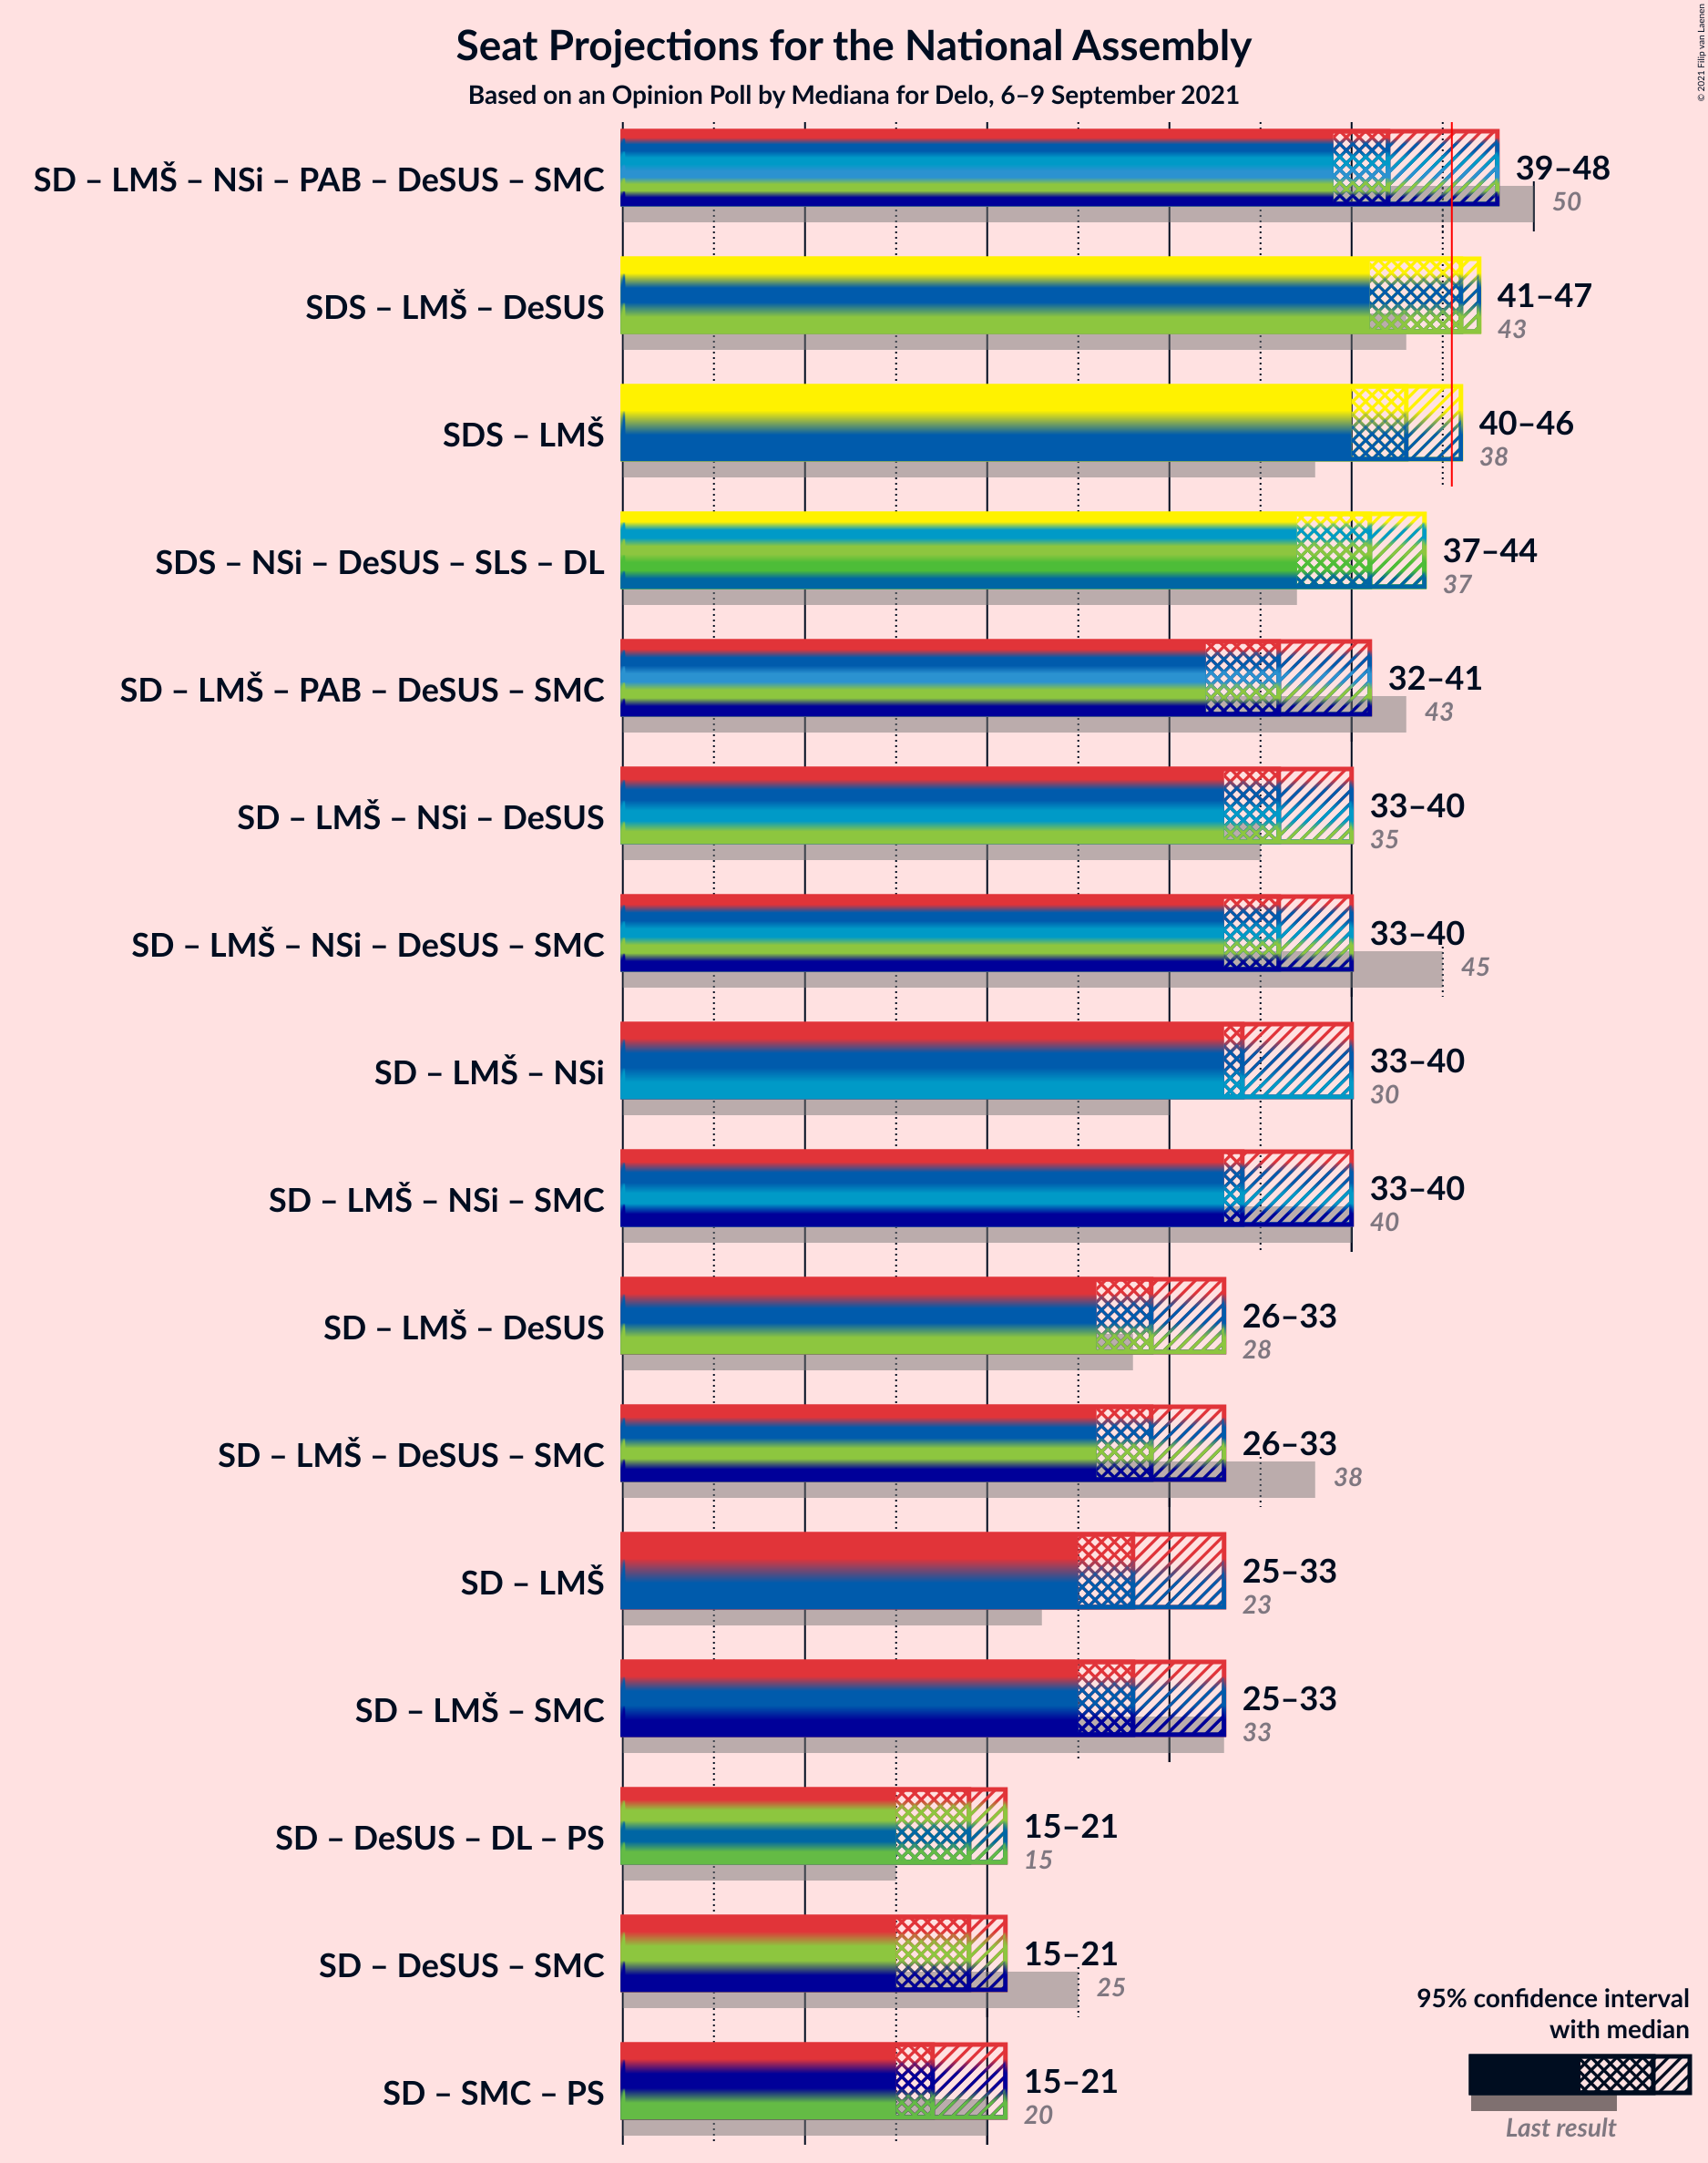 Seat Projections for the National Assembly
Based on an Opinion Poll by Mediana for Delo, 6–9 September 2021
© 2021 Filip van Laenen
SD – LMŠ – NSi – PAB – DeSUS – SMC
39–48
50
SDS – LMŠ – DeSUS
41–47
43
SDS – LMŠ
40–46
38
SDS – NSi – DeSUS – SLS – DL
37–44
37
SD – LMŠ – PAB – DeSUS – SMC
32–41
43
SD – LMŠ – NSi – DeSUS
33–40
35
SD – LMŠ – NSi – DeSUS – SMC
33–40
45
SD – LMŠ – NSi
33–40
30
SD – LMŠ – NSi – SMC
33–40
40
SD – LMŠ – DeSUS
26–33
28
SD – LMŠ – DeSUS – SMC
26–33
38
SD – LMŠ
25–33
23
SD – LMŠ – SMC
25–33
33
SD – DeSUS – DL – PS
15–21
15
SD – DeSUS – SMC
15–21
25
SD – SMC – PS
15–21
20
95% confidence interval
with median
Last result